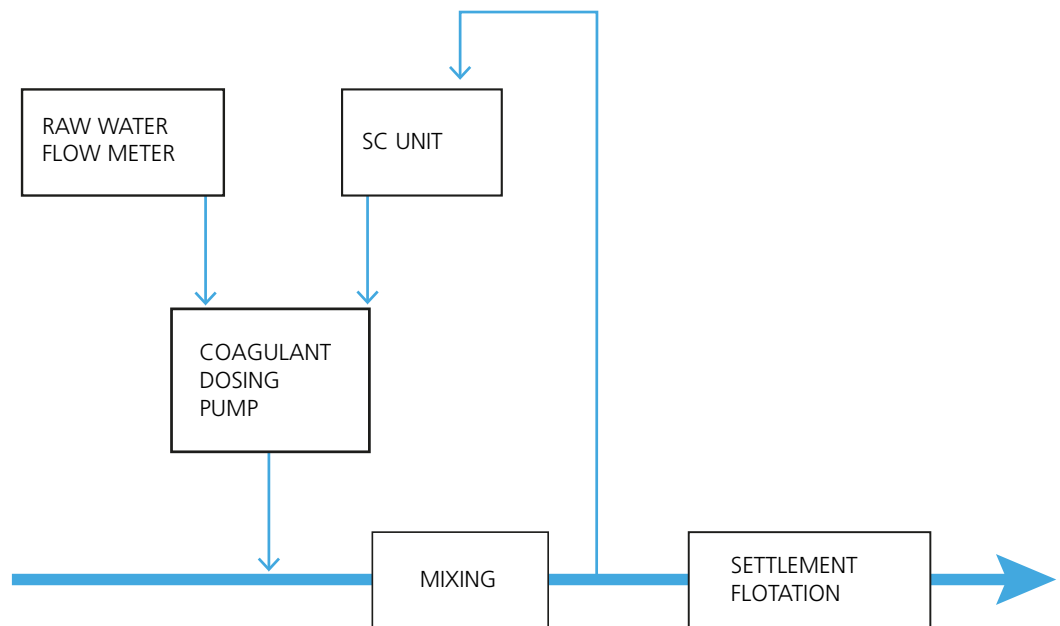 RAW WATER
FLOW METER
SC UNIT
COAGULANT
DOSING
PUMP
MIXING
SETTLEMENT
FLOTATION